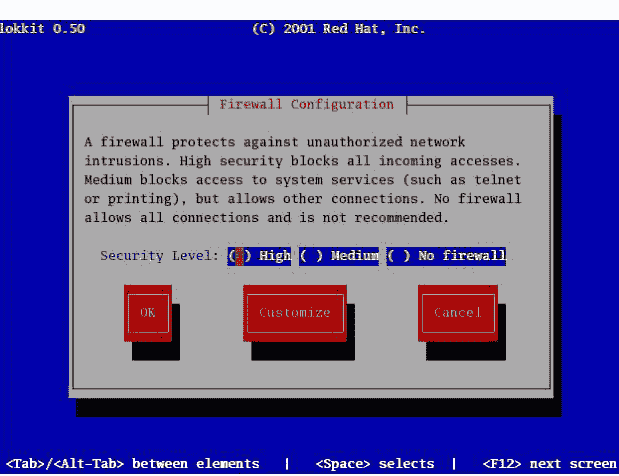 lokkit 0.50 (C) 2001 Red Hat, Inc.
Firewall Configuration
A firewall protects against unauthorized network
intrusions. High security blocks all incoming accesses.
Medium blocks access to system services (such as telnet
or printing), but allows other connections. No firewall
allows all connections and is not recommended.
Security Level: ( ) High ( ) Medium ( ) No firewall
OK Customize Cancel
<Tab>/<Alt-Tab> between elements | <Space> selects | <F12> next screen